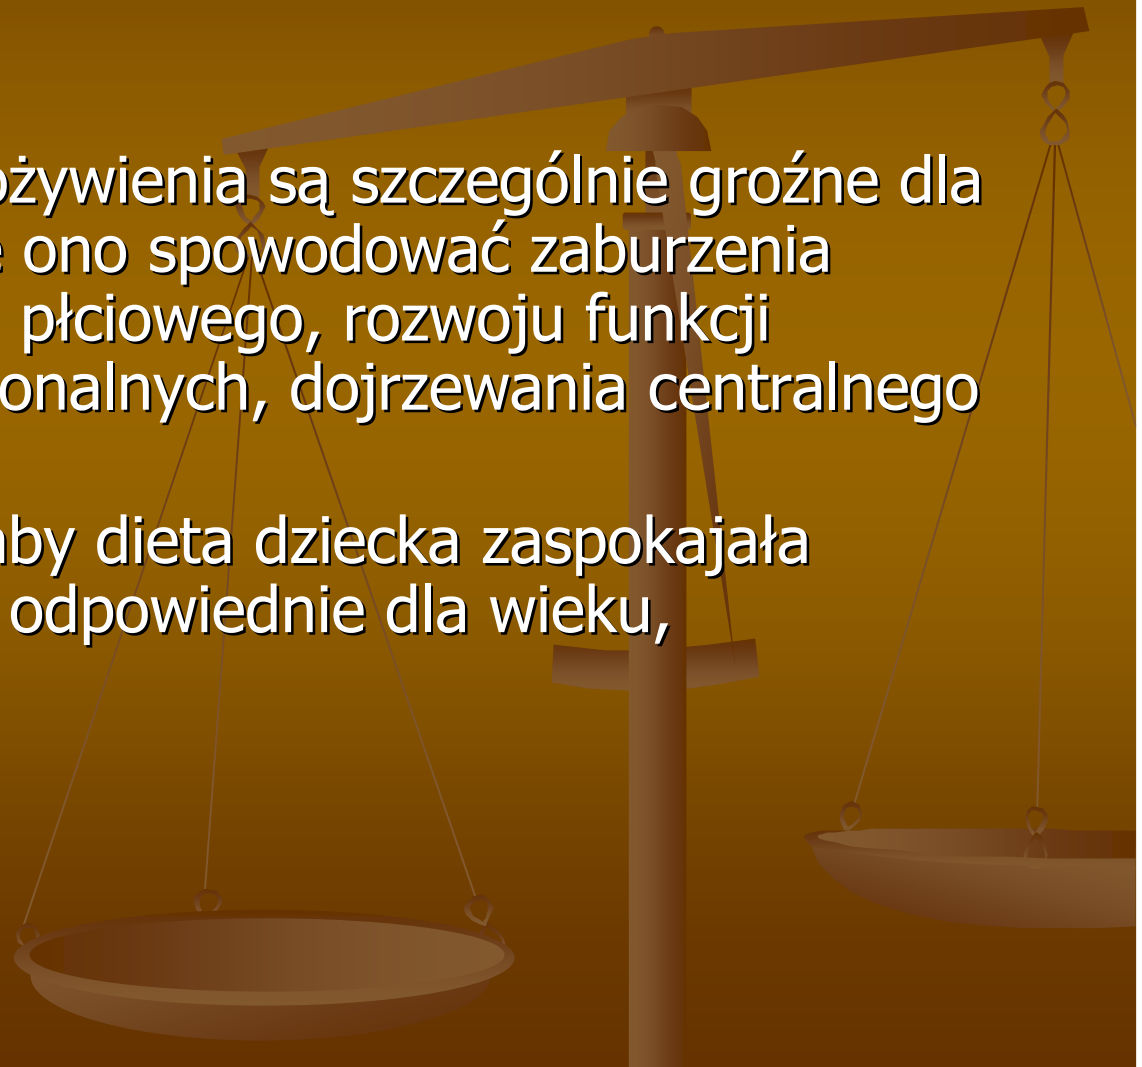 ożywienia są szczególnie groźne dla
ono spowodować zaburzenia
płciowego, rozwoju funkcji
onalnych, dojrzewania centralnego
aby dieta dziecka zaspokajała
odpowiednie dla wieku,